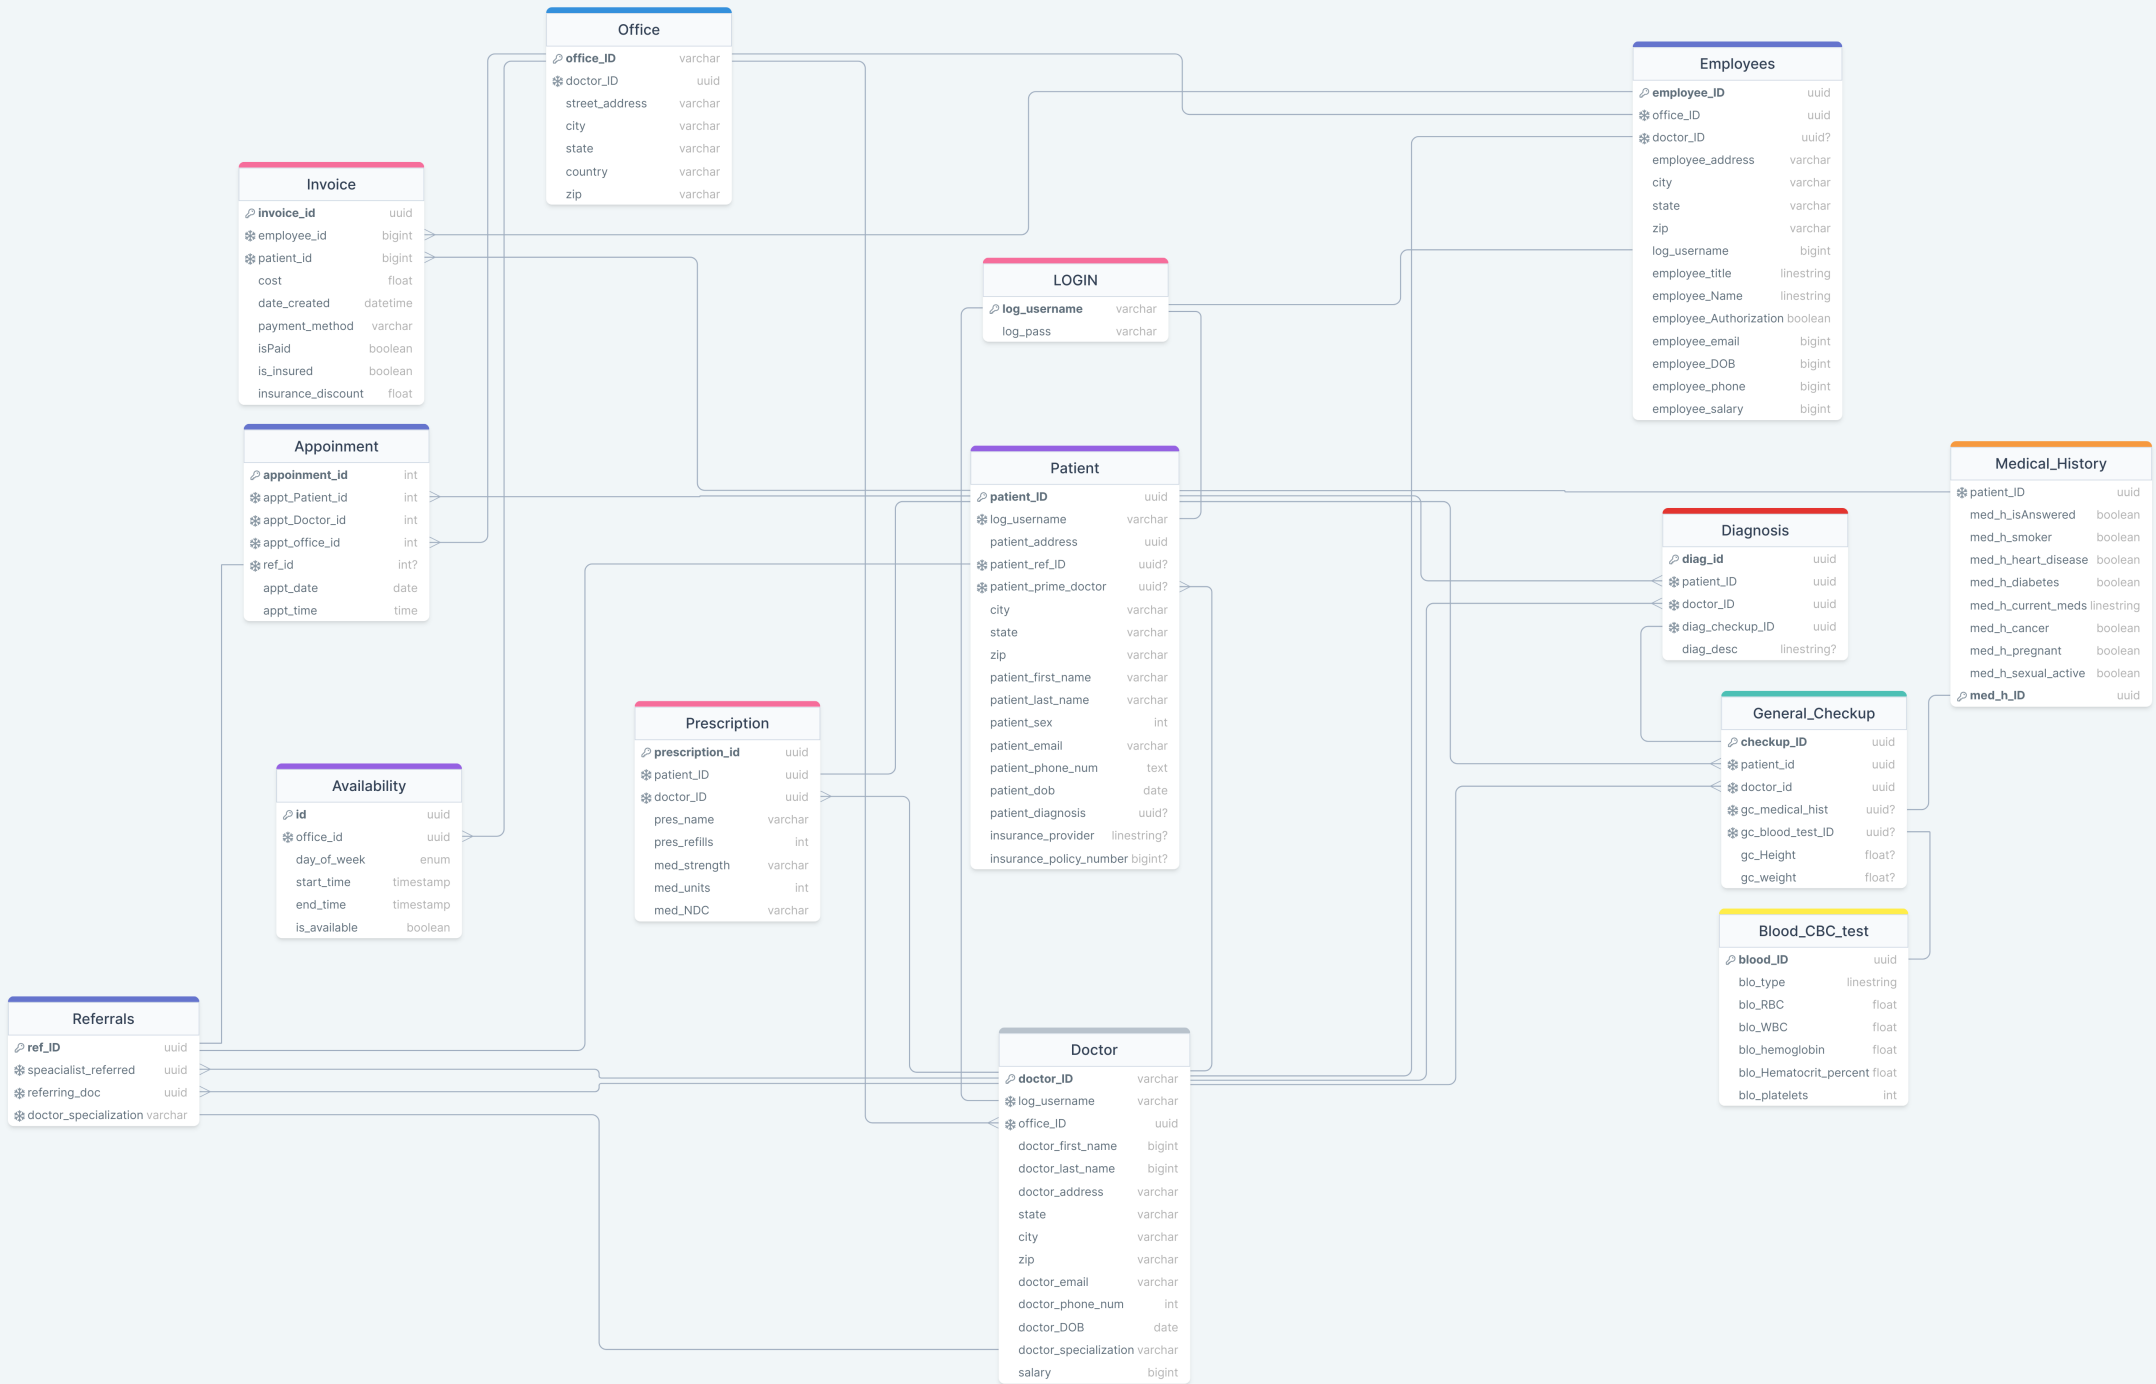 Office
office_ID varchar
doctor_ID uuid
street_address varchar
city varchar
state varchar
country varchar
zip varchar
Employees
employee_ID uuid
office_ID uuid
doctor_ID uuid?
employee_address varchar
city varchar
state varchar
zip varchar
log_username bigint
employee_title linestring
employee_Name linestring
employee_Authorization boolean
employee_email bigint
employee_DOB bigint
employee_phone bigint
employee_salary bigint
Invoice
invoice_id uuid
employee_id bigint
patient_id bigint
cost float
date_created datetime
payment_method varchar
isPaid boolean
is_insured boolean
insurance_discount float
LOGIN
log_username varchar
log_pass varchar
Appoinment
appoinment_id int
appt_Patient_id int
appt_Doctor_id int
appt_office_id int
ref_id int?
appt_date date
appt_time time
Patient
patient_ID uuid
log_username varchar
patient_address uuid
patient_ref_ID uuid?
patient_prime_doctor uuid?
city varchar
state varchar
zip varchar
patient_first_name varchar
patient_last_name varchar
patient_sex int
patient_email varchar
patient_phone_num text
patient_dob date
patient_diagnosis uuid?
insurance_provider linestring?
insurance_policy_number bigint?
Medical_History
patient_ID uuid
med_h_isAnswered boolean
med_h_smoker boolean
med_h_heart_disease boolean
med_h_diabetes boolean
med_h_current_meds linestring
med_h_cancer boolean
med_h_pregnant boolean
med_h_sexual_active boolean
med_h_ID uuid
Diagnosis
diag_id uuid
patient_ID uuid
doctor_ID uuid
diag_checkup_ID uuid
diag_desc linestring?
General_Checkup
checkup_ID uuid
patient_id uuid
doctor_id uuid
gc_medical_hist uuid?
gc_blood_test_ID uuid?
gc_Height float?
gc_weight float?
Prescription
prescription_id uuid
patient_ID uuid
doctor_ID uuid
pres_name varchar
pres_refills int
med_strength varchar
med_units int
med_NDC varchar
Availability
id uuid
office_id uuid
day_of_week enum
start_time timestamp
end_time timestamp
is_available boolean
Blood_CBC_test
blood_ID uuid
blo_type linestring
blo_RBC float
blo_WBC float
blo_hemoglobin float
blo_Hematocrit_percent float
blo_platelets int
Referrals
ref_ID uuid
speacialist_referred uuid
referring_doc uuid
doctor_specialization varchar
Doctor
doctor_ID varchar
log_username varchar
office_ID uuid
doctor_first_name bigint
doctor_last_name bigint
doctor_address varchar
state varchar
city varchar
zip varchar
doctor_email varchar
doctor_phone_num int
doctor_DOB date
doctor_specialization varchar
salary bigint